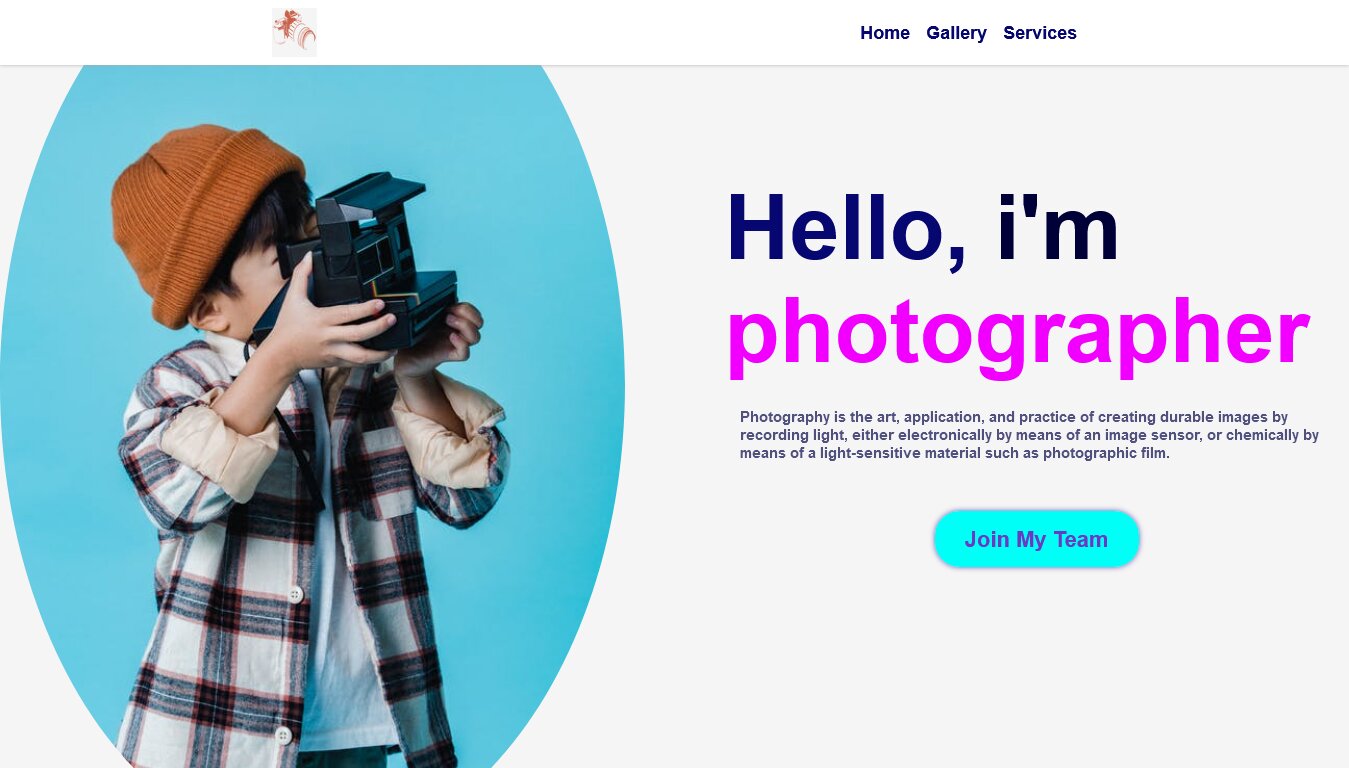 Home Gallery Services
Hello, i'm
photographer
Photography is the art, application, and practice of creating durable images by
recording light, either electronically by means of an image sensor, or chemically by
means of a light-sensitive material such as photographic film.
Join My Team